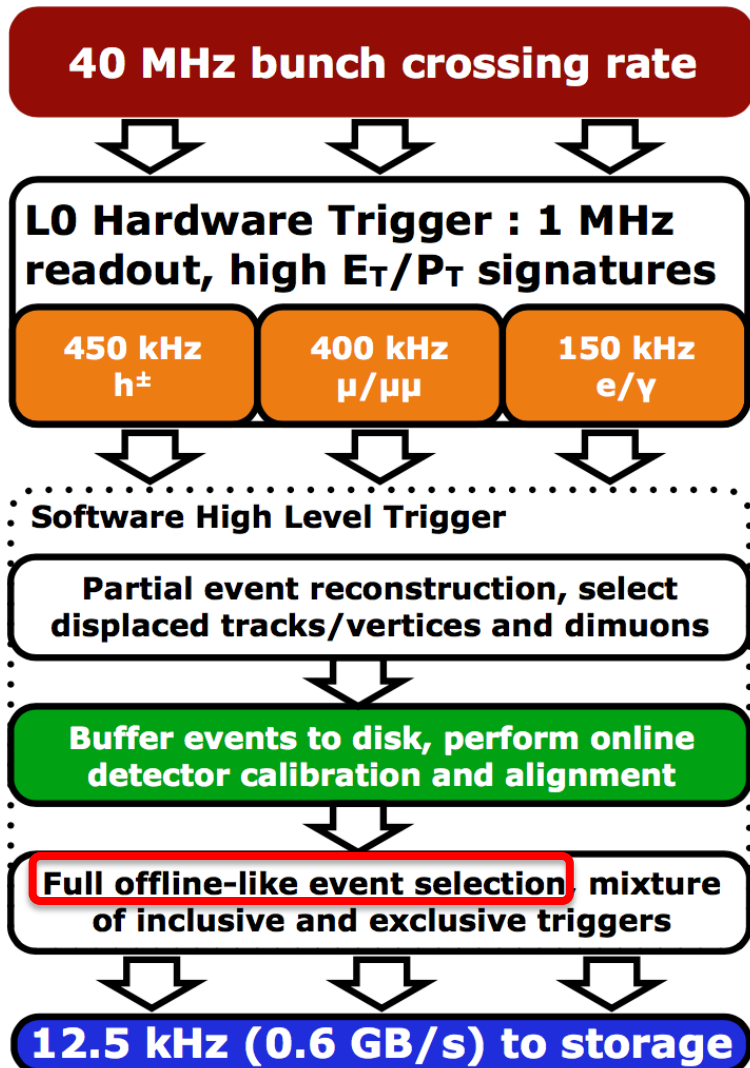 40 MHz bunch crossing rate
L0 Hardware Trigger : 1 MHz
readout, high E_T/P_T signatures
450 kHz
h±
400 kHz
μ/μμ
150 kHz
e/γ
Software High Level Trigger
Partial event reconstruction, select
displaced tracks/vertices and dimuons
Buffer events to disk, perform online
detector calibration and alignment
Full offline-like event selection, mixture
of inclusive and exclusive triggers
12.5 kHz (0.6 GB/s) to storage